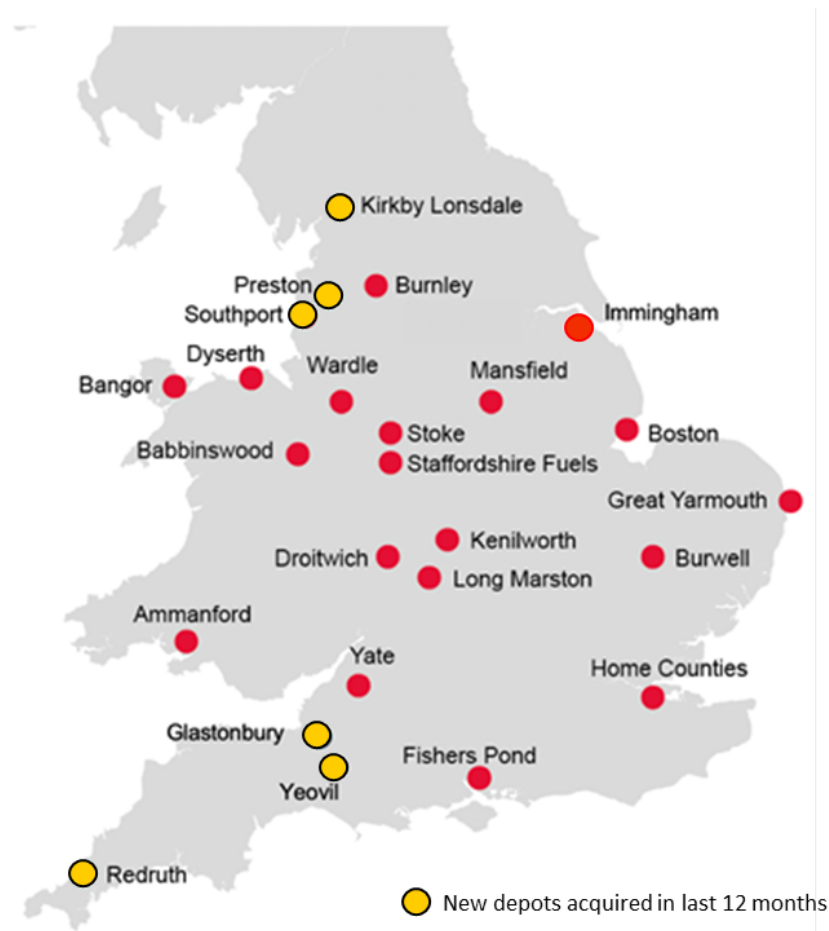 Kirkby Lonsdale
Preston
Burnley
Southport
Immingham
Dyserth
Wardle
Mansfield
Bangor
Stoke
Boston
Babbinswood
Staffordshire Fuels
Great Yarmouth
Kenilworth
Droitwich
Burwell
Long Marston
Ammanford
Yate
Home Counties
Glastonbury
Fishers Pond
Yeovil
Redruth
New depots acquired in last 12 months